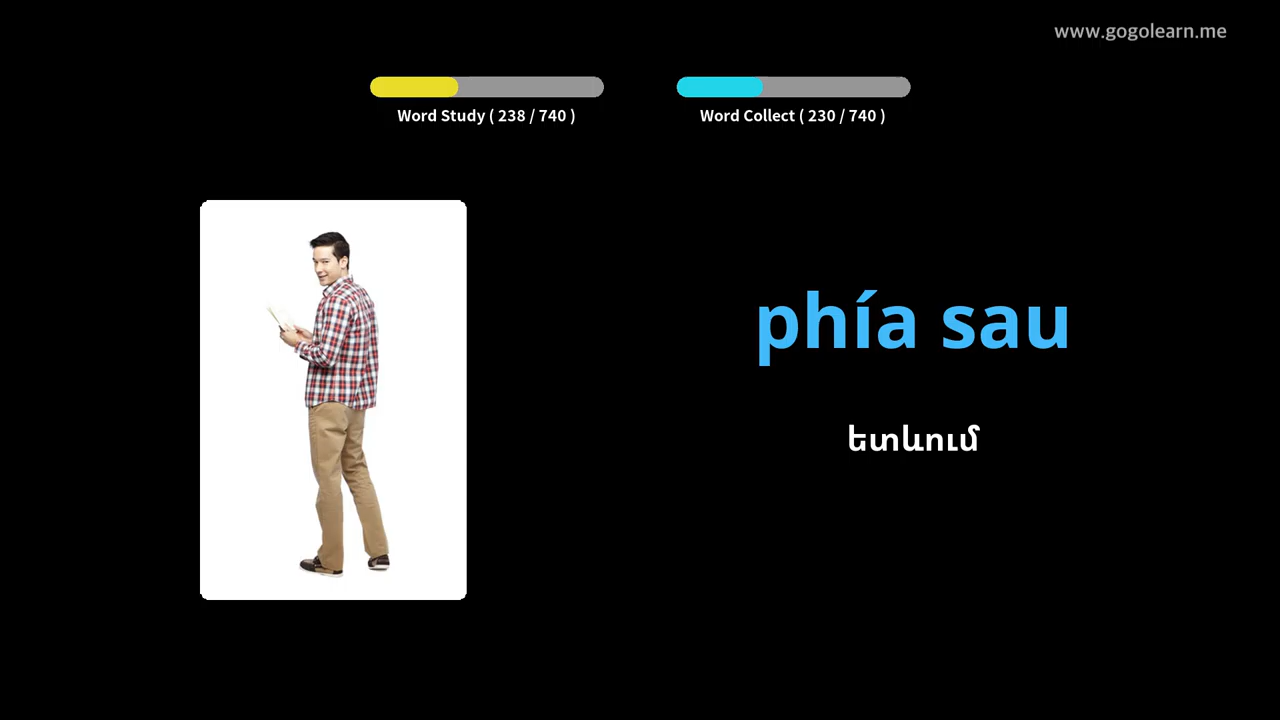 www.gogolearn.me
Word Study ( 238 / 740 )
Word Collect ( 230 / 740 )
phía sau
ետևում